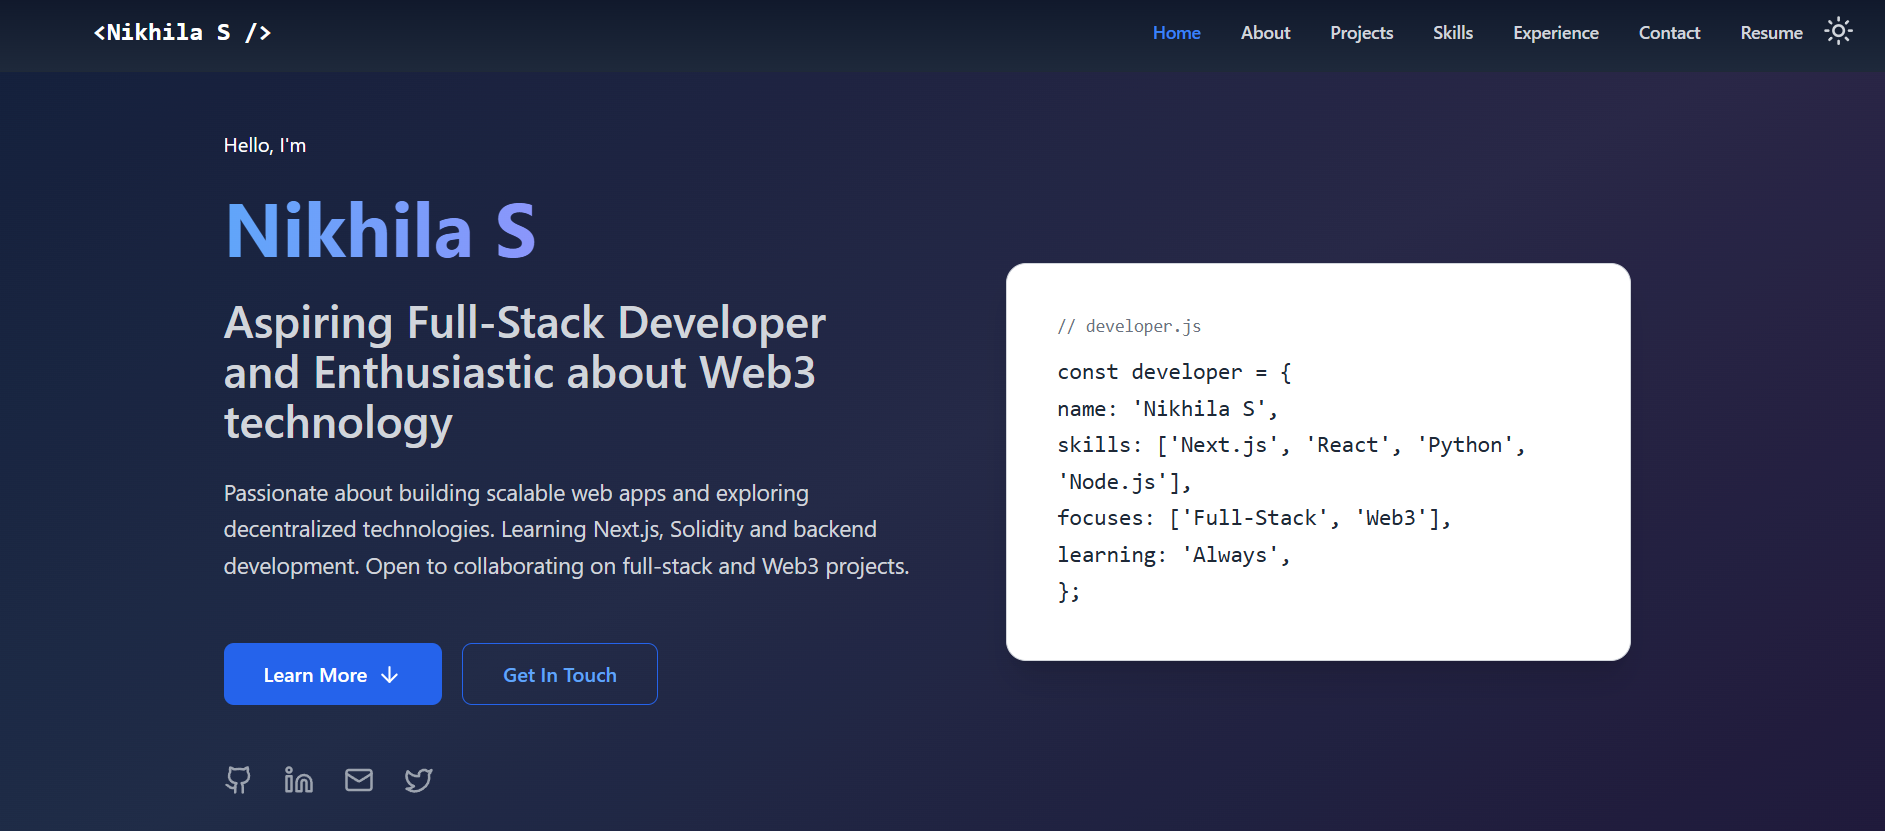 <Nikhila S />
Home About Projects Skills Experience Contact Resume
Hello, I'm
Nikhila S
Aspiring Full-Stack Developer
and Enthusiastic about Web3
technology
Passionate about building scalable web apps and exploring
decentralized technologies. Learning Next.js, Solidity and backend
development. Open to collaborating on full-stack and Web3 projects.
Learn More
Get In Touch
// developer.js
const developer = {
name: 'Nikhila S',
skills: ['Next.js', 'React', 'Python',
'Node.js'],
focuses: ['Full-Stack', 'Web3'],
learning: 'Always',
};